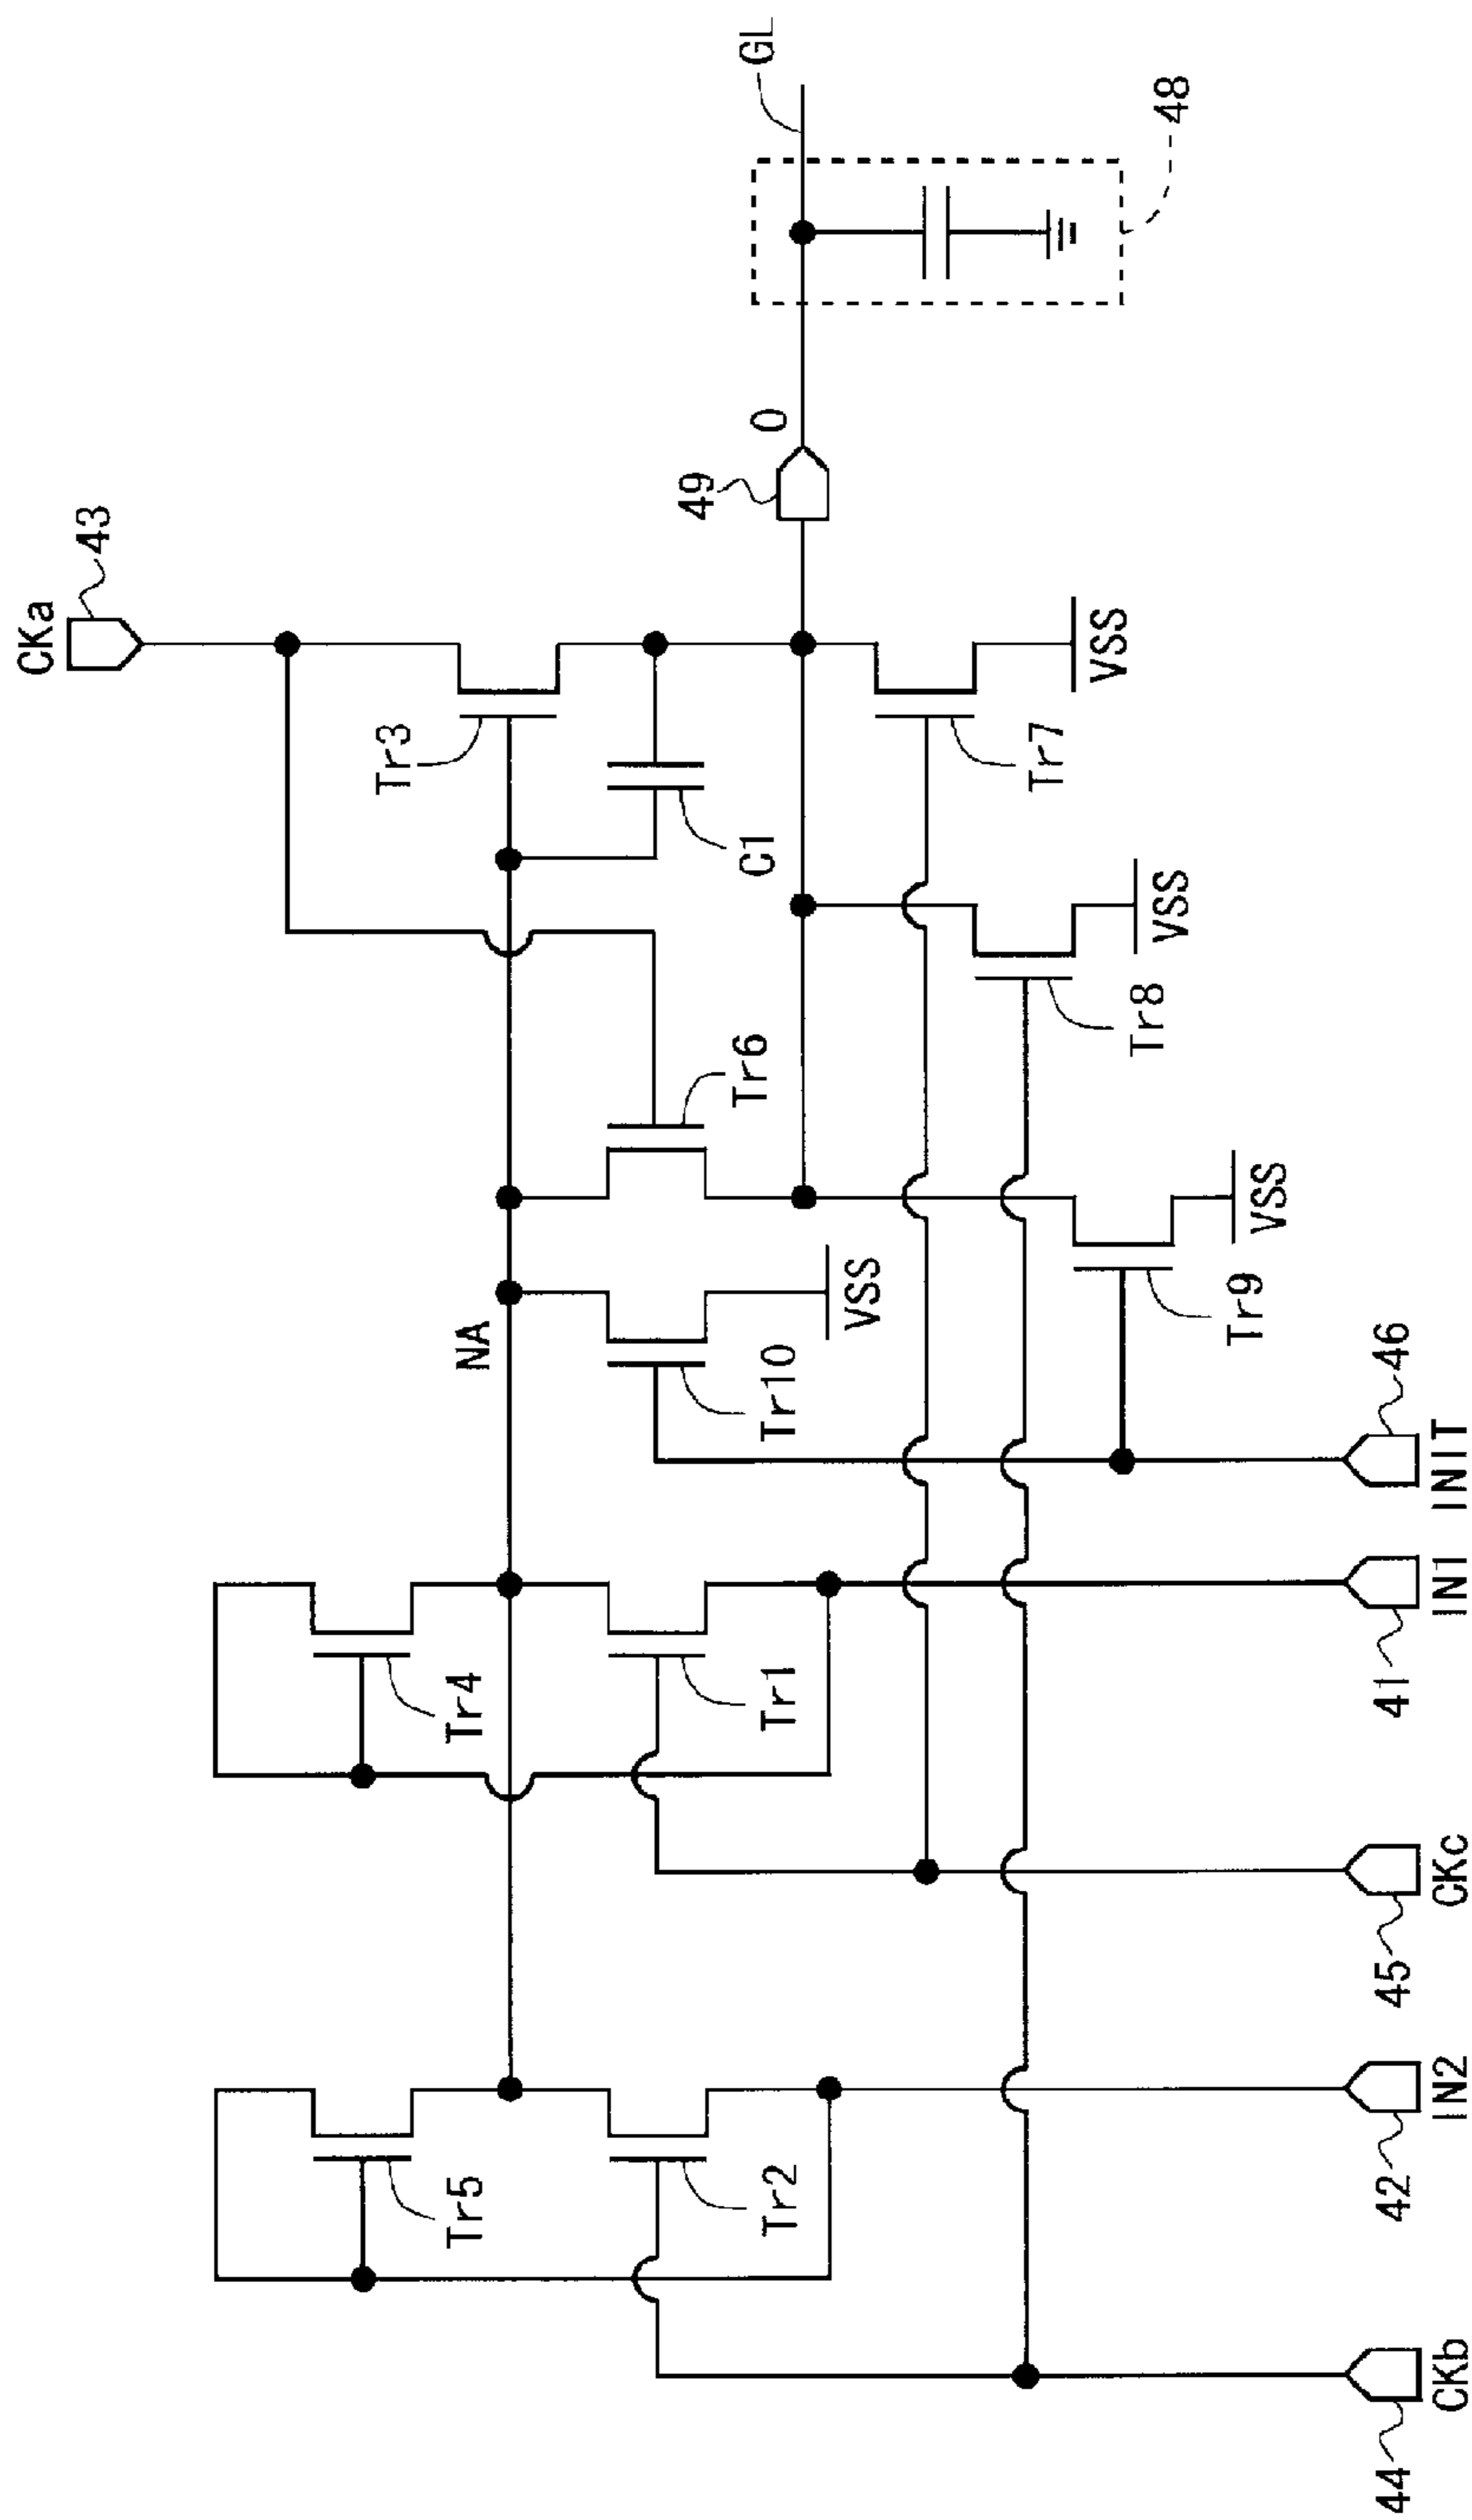 CKa
43
Tr3
Tr5
Tr4
NA
49
GL
O
Tr6
C1
Tr2
Tr1
Tr10
VSS
Tr7
VSS
Tr8
VSS
48
Tr9
VSS
44
42
45
41
46
CKb
IN2
CKc
IN1
INIT